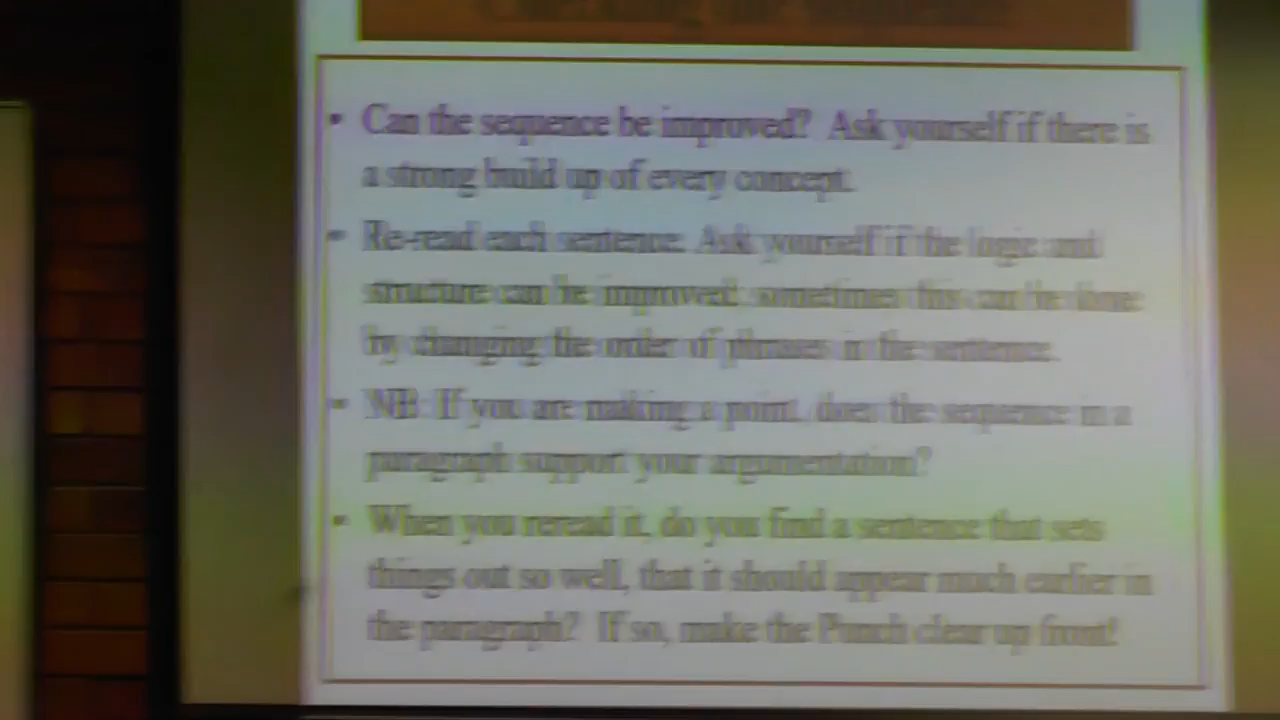 Checking the sequence
• Can the sequence be improved?  Ask yourself if there is
a strong build up of every concept.
• Re-read each sentence. Ask yourself if the logic and
structure can be improved; sometimes this can be done
by changing the order of phrases in the sentence.
• NB: If you are making a point, does the sequence in a
paragraph support your argumentation?
• When you reread it, do you find a sentence that sets
things out so well, that it should appear much earlier in
the paragraph?  If so, make the Punch clear up front!